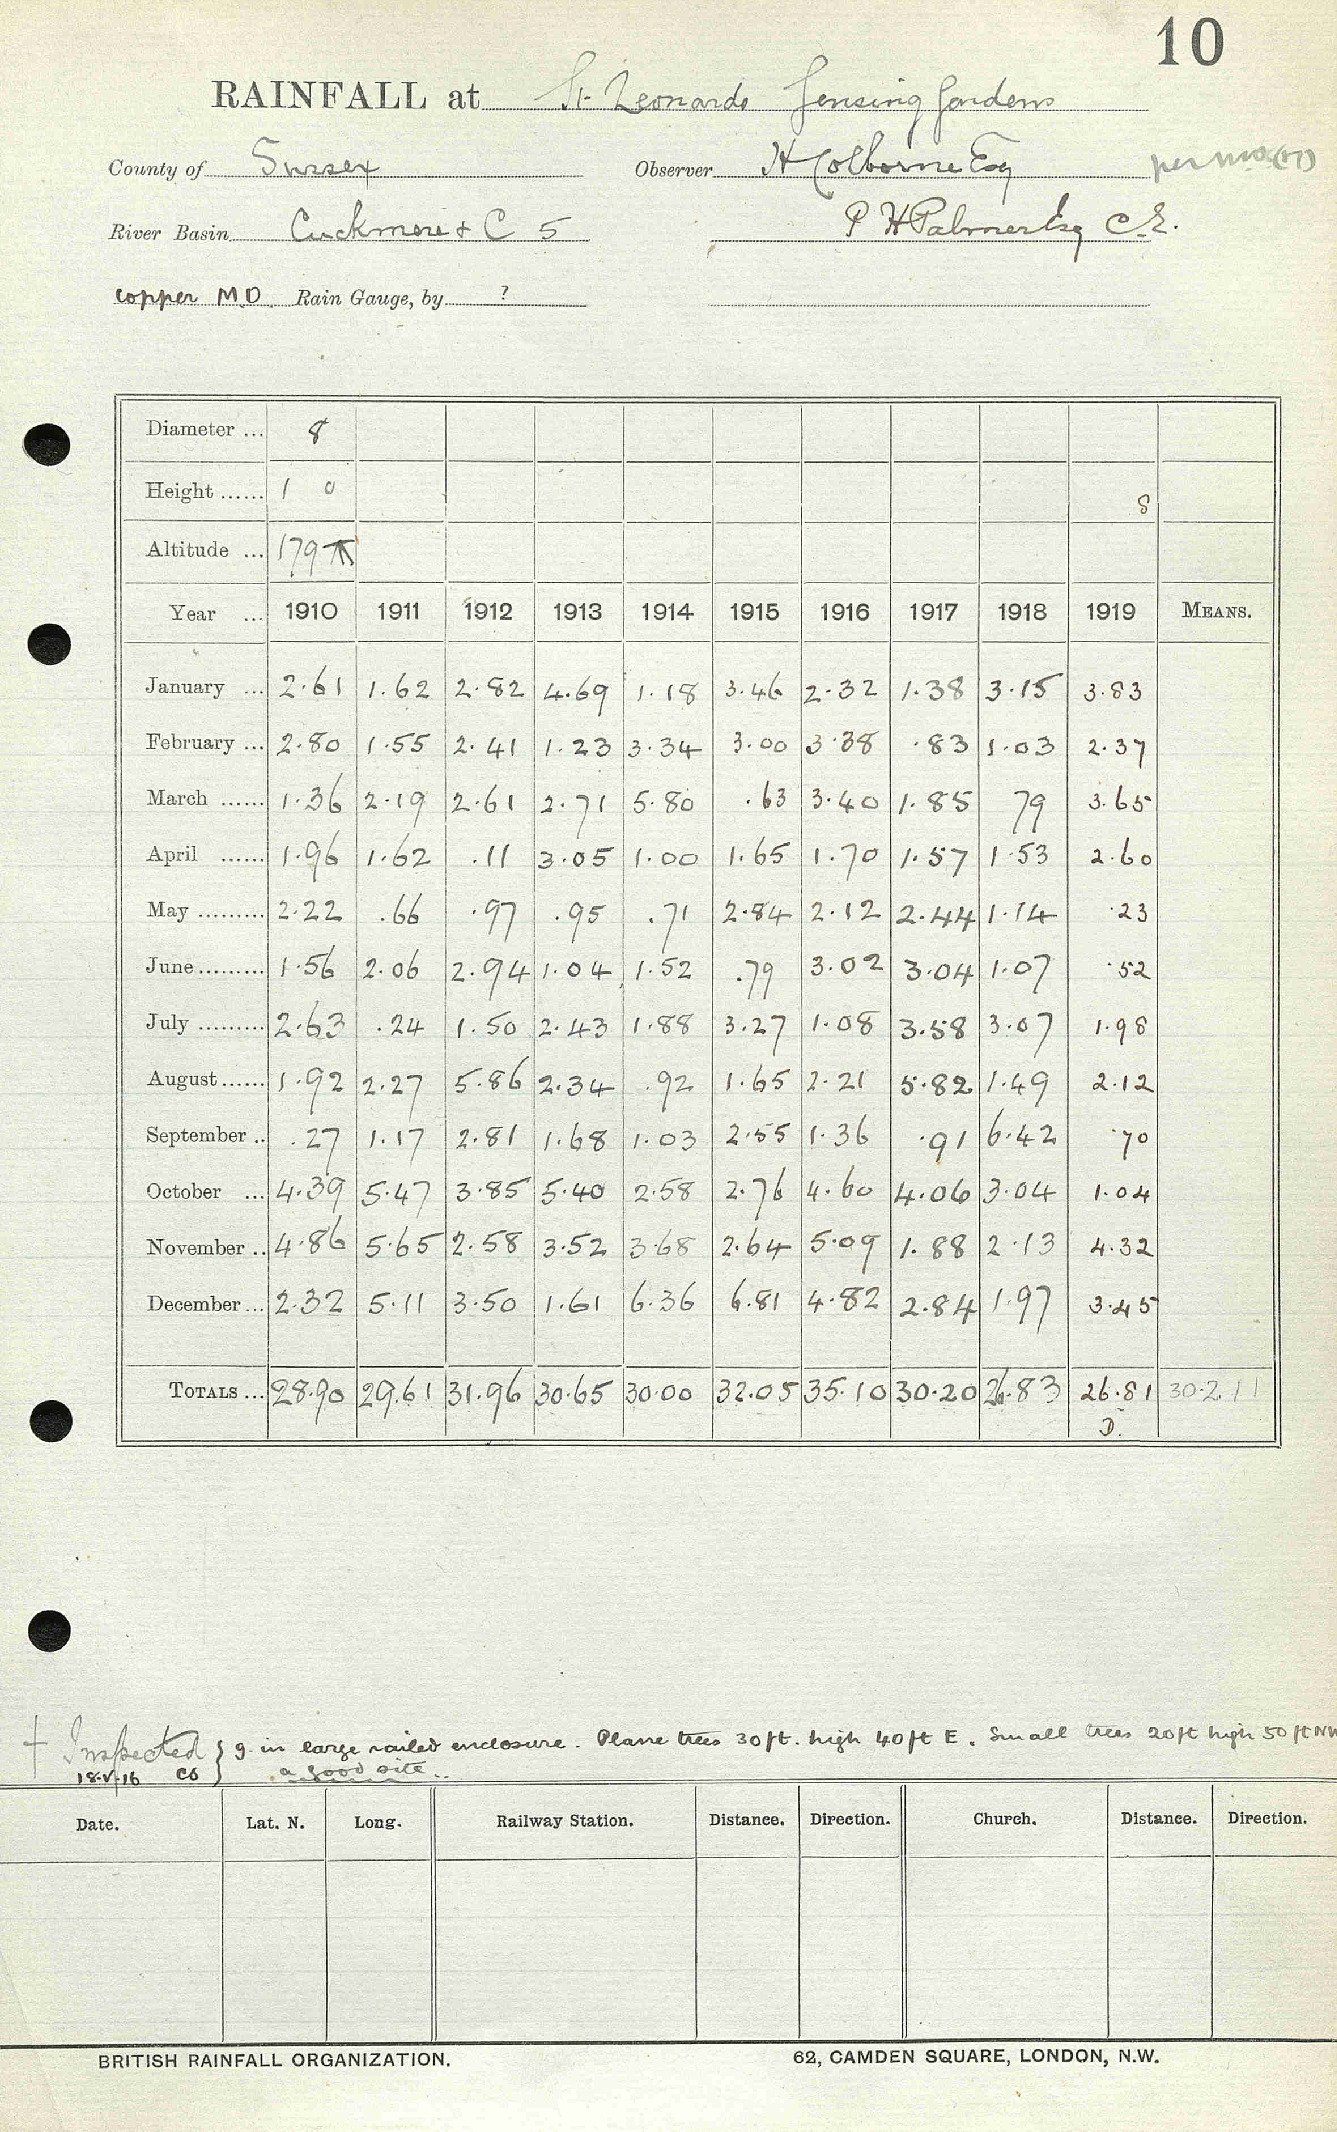 10
RAINFALL at St Leonards Gensing Gardens
County of Sussex Observer H Colborne Esq
River Basin Cuckmere & C 5 P H Palmer Esq C.E.
copper M.O. Rain Gauge, by ?
Diameter ... 8
Height ...... 1 0 8
Altitude ... 179
Year ... 1910 1911 1912 1913 1914 1915 1916 1917 1918 1919 MEANS.
January ... 2.61 1.62 2.82 4.69 1.18 3.46 2.32 1.38 3.15 3.83
February ... 2.80 1.55 2.41 1.23 3.34 3.00 3.38 .83 1.03 2.37
March ...... 1.36 2.19 2.61 2.71 5.80 .63 3.40 1.85 79 3.65
April ...... 1.96 1.62 .11 3.05 1.00 1.65 1.70 1.57 1.53 2.60
May ......... 2.22 .66 .97 .95 .71 2.84 2.12 2.44 1.14 .23
June ......... 1.56 2.06 2.94 1.04 1.52 .79 3.02 3.04 1.07 .52
July ......... 2.63 .24 1.50 2.43 1.88 3.27 1.08 3.58 3.07 1.98
August ...... 1.92 2.27 5.86 2.34 .92 1.65 2.21 5.82 1.49 2.12
September .. .27 1.17 2.81 1.68 1.03 2.55 1.36 .91 6.42 .70
October ... 4.39 5.47 3.85 5.40 2.58 2.76 4.60 4.06 3.04 1.04
November .. 4.86 5.65 2.58 3.52 3.68 2.64 5.09 1.88 2.13 4.32
December ... 2.32 5.11 3.50 1.61 6.36 6.81 4.82 2.84 1.97 3.45
TOTALS ... 28.90 29.61 31.96 30.65 30.00 32.05 35.10 30.20 26.83 26.81 30.211
D.
† Inspected } g. in large railed enclosure. Plane trees 30ft. high 40ft E. Small trees 20ft high 50ft NW
18.V.16 CS } a good site..
Date. Lat. N. Long. Railway Station. Distance. Direction. Church. Distance. Direction.
BRITISH RAINFALL ORGANIZATION. 62, CAMDEN SQUARE, LONDON, N.W.